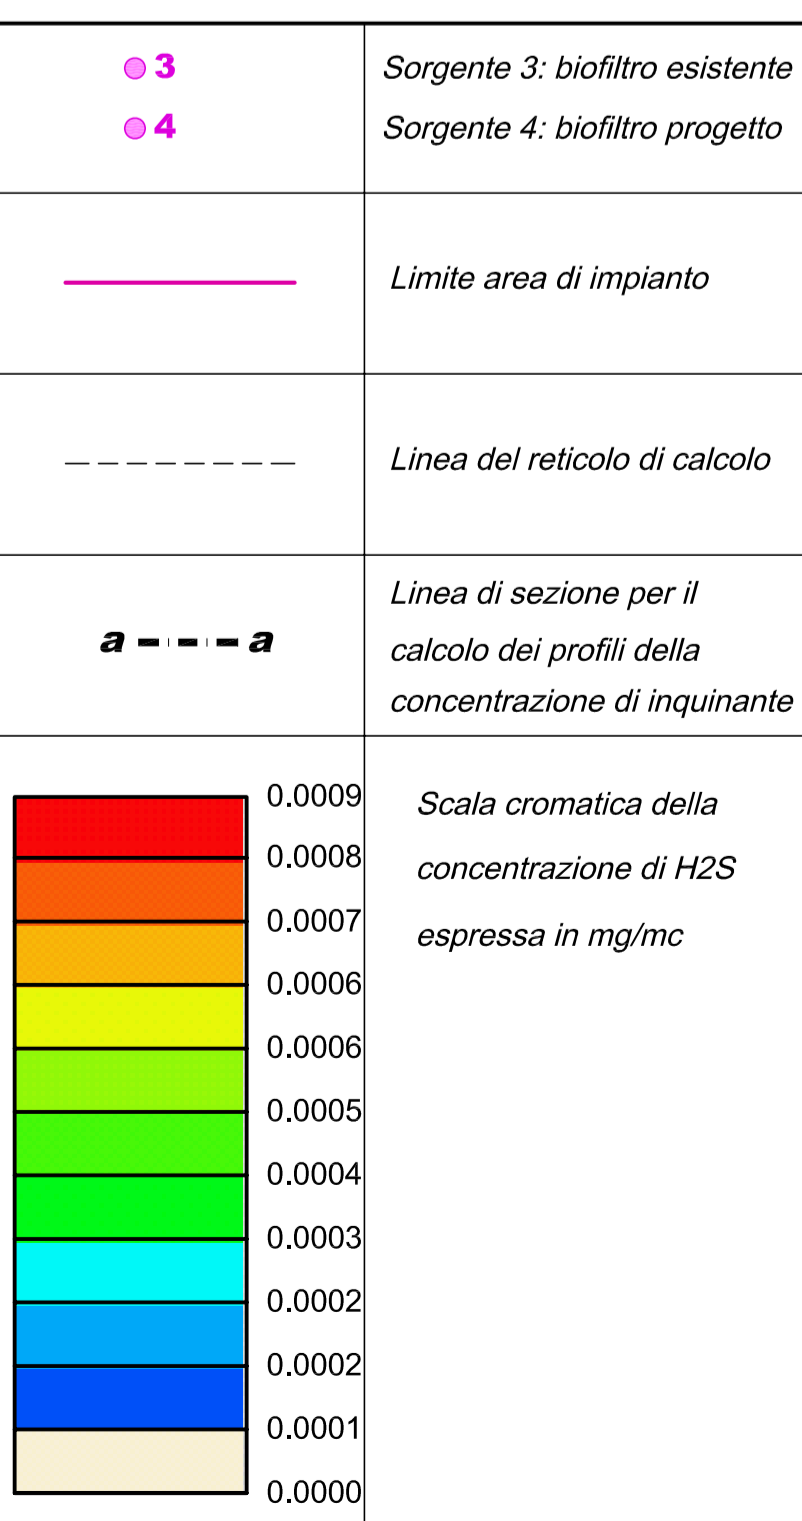 3
Sorgente 3: biofiltro esistente
4
Sorgente 4: biofiltro progetto
Limite area di impianto
Linea del reticolo di calcolo
a a
Linea di sezione per il
calcolo dei profili della
concentrazione di inquinante
0.0009
0.0008
0.0007
0.0006
0.0006
0.0005
0.0004
0.0003
0.0002
0.0002
0.0001
0.0000
Scala cromatica della
concentrazione di H2S
espressa in mg/mc